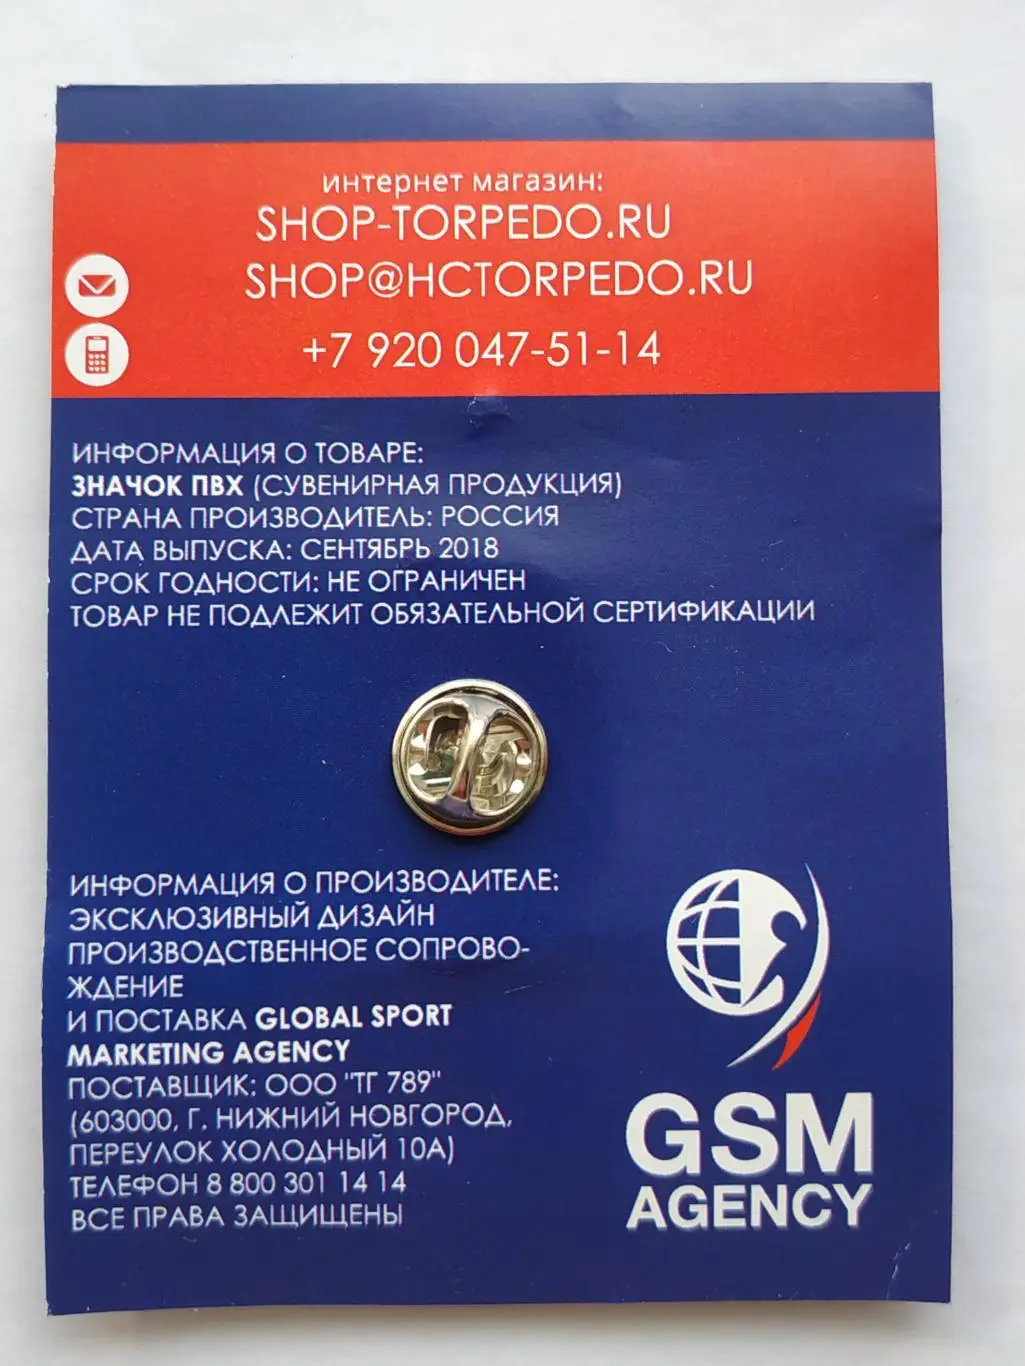 интернет магазин:
SHOP-TORPEDO.RU
SHOP@HCTORPEDO.RU
+7 920 047-51-14
ИНФОРМАЦИЯ О ТОВАРЕ:
ЗНАЧОК ПВХ (СУВЕНИРНАЯ ПРОДУКЦИЯ)
СТРАНА ПРОИЗВОДИТЕЛЬ: РОССИЯ
ДАТА ВЫПУСКА: СЕНТЯБРЬ 2018
СРОК ГОДНОСТИ: НЕ ОГРАНИЧЕН
ТОВАР НЕ ПОДЛЕЖИТ ОБЯЗАТЕЛЬНОЙ СЕРТИФИКАЦИИ
ИНФОРМАЦИЯ О ПРОИЗВОДИТЕЛЕ:
ЭКСКЛЮЗИВНЫЙ ДИЗАЙН
ПРОИЗВОДСТВЕННОЕ СОПРОВО-
ЖДЕНИЕ
И ПОСТАВКА GLOBAL SPORT
MARKETING AGENCY
ПОСТАВЩИК: ООО "ТГ 789"
(603000, Г. НИЖНИЙ НОВГОРОД,
ПЕРЕУЛОК ХОЛОДНЫЙ 10А)
ТЕЛЕФОН 8 800 301 14 14
ВСЕ ПРАВА ЗАЩИЩЕНЫ
GSM
AGENCY